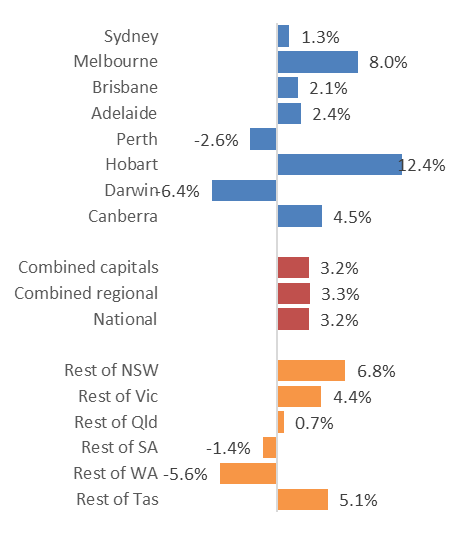 Sydney 1.3%
Melbourne 8.0%
Brisbane 2.1%
Adelaide 2.4%
Perth -2.6%
Hobart 12.4%
Darwin -6.4%
Canberra 4.5%
Combined capitals 3.2%
Combined regional 3.3%
National 3.2%
Rest of NSW 6.8%
Rest of Vic 4.4%
Rest of Qld 0.7%
Rest of SA -1.4%
Rest of WA -5.6%
Rest of Tas 5.1%